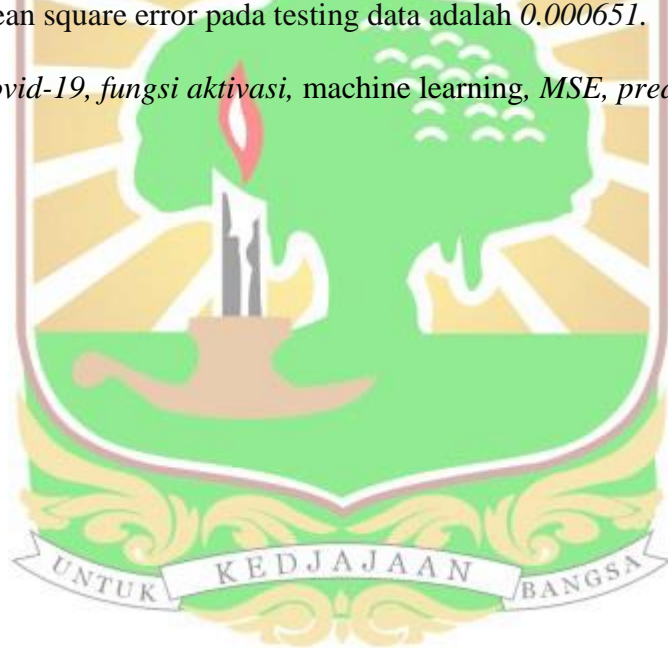 ean square error pada testing data adalah 0.000651.
ovid-19, fungsi aktivasi, machine learning, MSE, pred
UNTUK KEDJAJAAN BANGSA